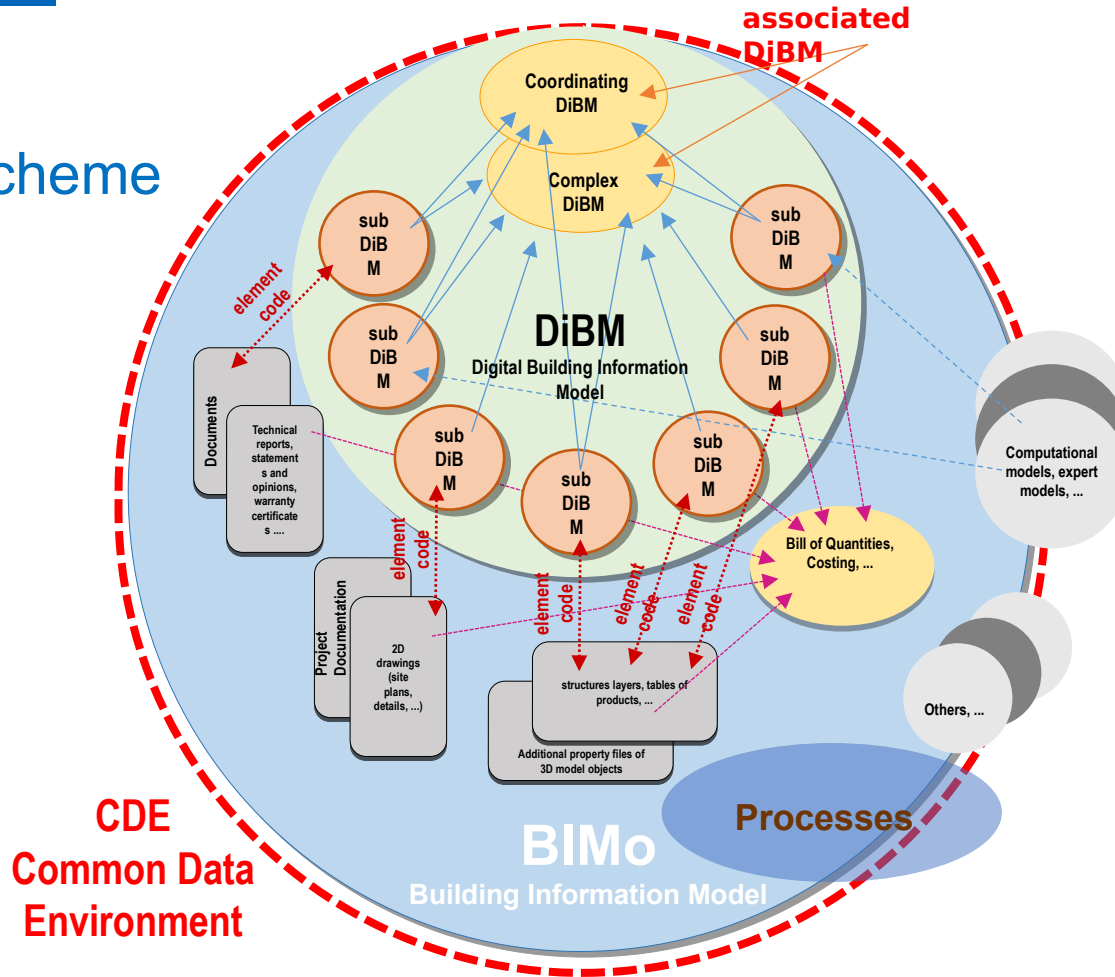 associated
DiBM
cheme
Coordinating
DiBM
Complex
DiBM
sub
DiB
M
sub
DiB
M
element
code
sub
DiB
M
sub
DiB
M
DiBM
Digital Building Information
Model
Documents
Technical
reports,
statement
s and
opinions,
warranty
certificate
s ....
sub
DiB
M
sub
DiB
M
sub
DiB
M
Computational
models, expert
models, ...
Bill of Quantities,
Costing, ...
element
code
element
code
element
code
element
code
Project
Documentation
2D
drawings
(site
plans,
details, ...)
structures layers, tables of
products, ...
Additional property files of
3D model objects
Others, ...
Processes
CDE
Common Data
Environment
BIMo
Building Information Model